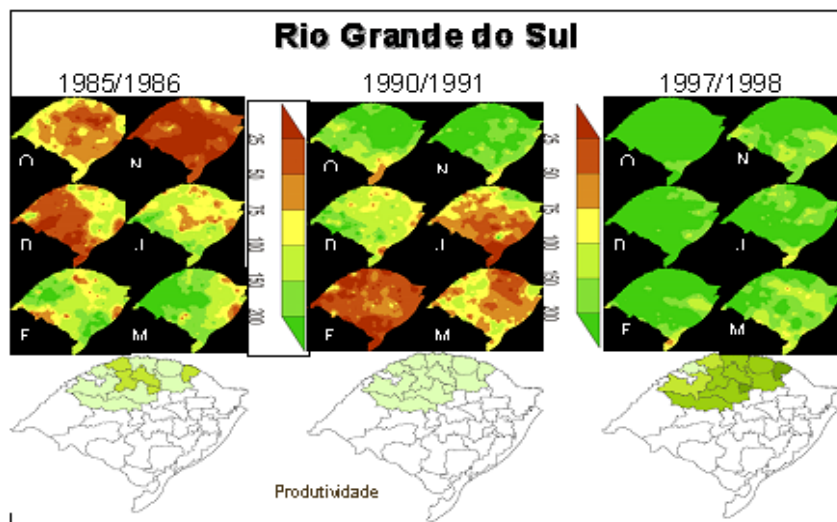 Rio Grande do Sul
1985/1986
1990/1991
1997/1998
O N
D J
F M
25
50
75
100
150
200
O N
D J
F M
25
50
75
100
150
200
O N
D J
F M
Produtividade